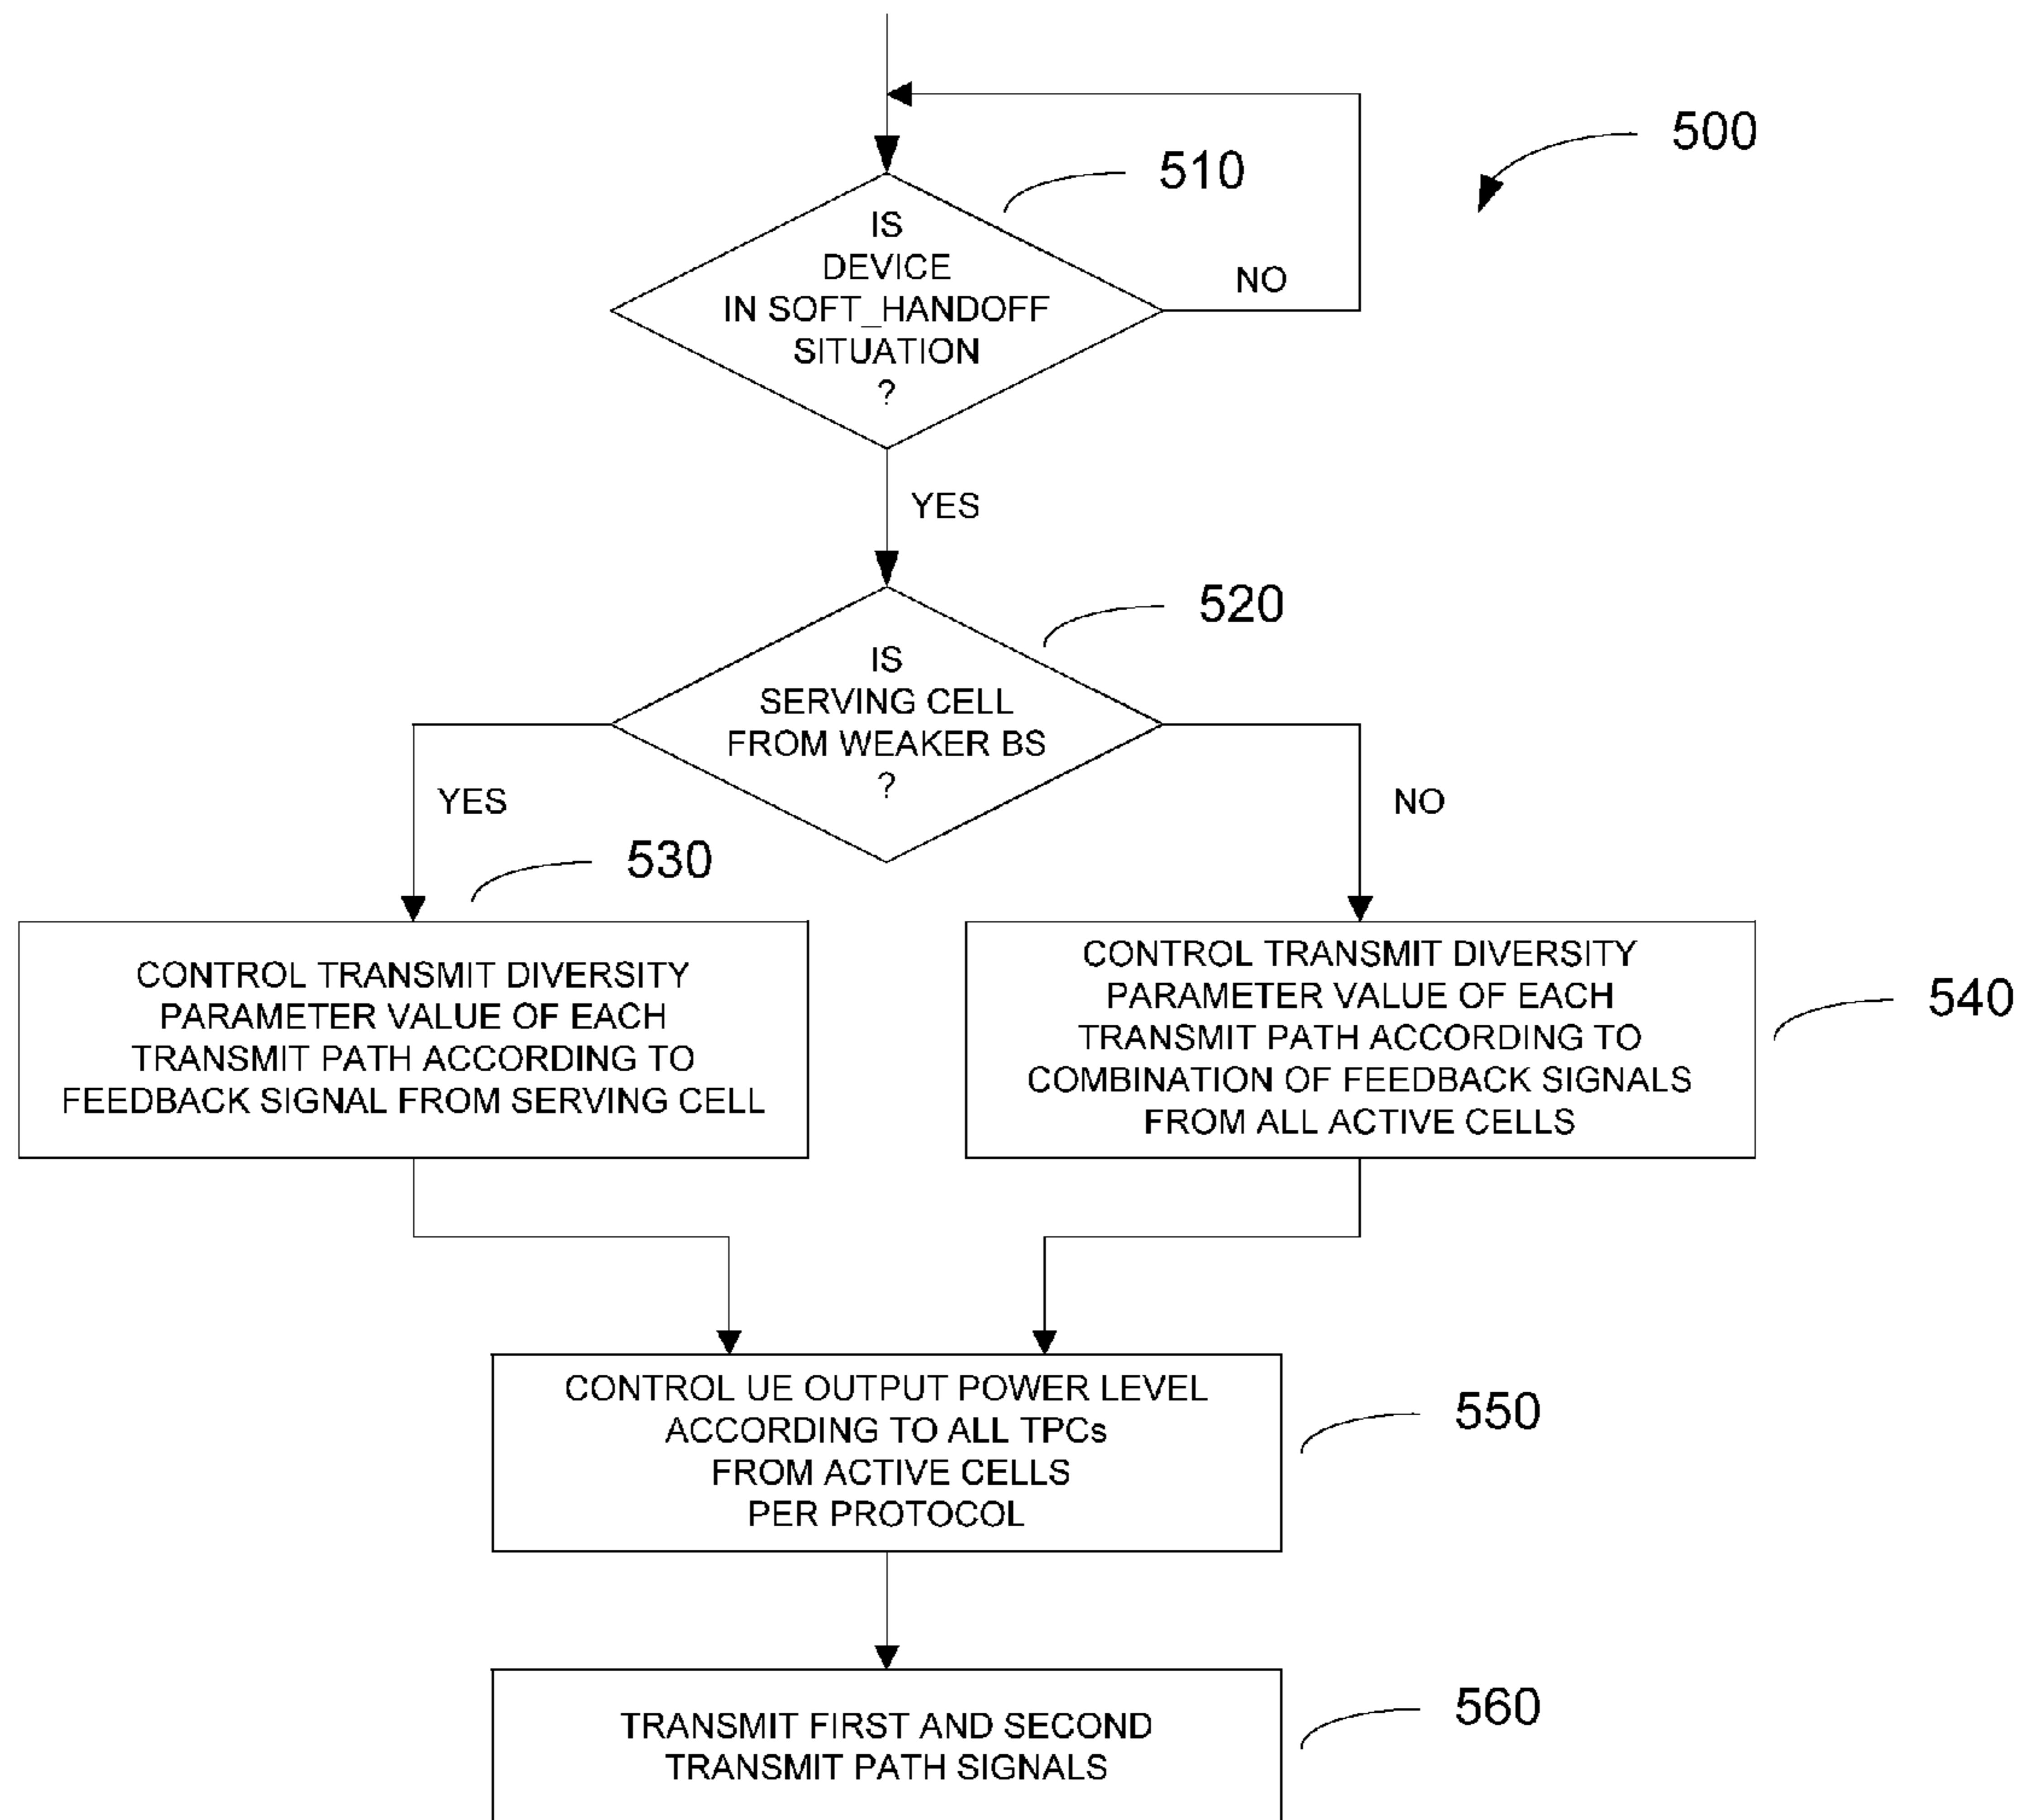 500
510
IS
DEVICE
IN SOFT_HANDOFF
SITUATION
?
NO
YES
520
IS
SERVING CELL
FROM WEAKER BS
?
YES
NO
530
CONTROL TRANSMIT DIVERSITY
PARAMETER VALUE OF EACH
TRANSMIT PATH ACCORDING TO
FEEDBACK SIGNAL FROM SERVING CELL
CONTROL TRANSMIT DIVERSITY
PARAMETER VALUE OF EACH
TRANSMIT PATH ACCORDING TO
COMBINATION OF FEEDBACK SIGNALS
FROM ALL ACTIVE CELLS
540
CONTROL UE OUTPUT POWER LEVEL
ACCORDING TO ALL TPCs
FROM ACTIVE CELLS
PER PROTOCOL
550
TRANSMIT FIRST AND SECOND
TRANSMIT PATH SIGNALS
560